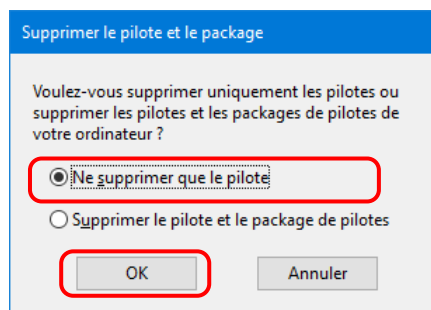 Supprimer le pilote et le package
Voulez-vous supprimer uniquement les pilotes ou
supprimer les pilotes et les packages de pilotes de
votre ordinateur ?
Ne supprimer que le pilote
Supprimer le pilote et le package de pilotes
OK
Annuler